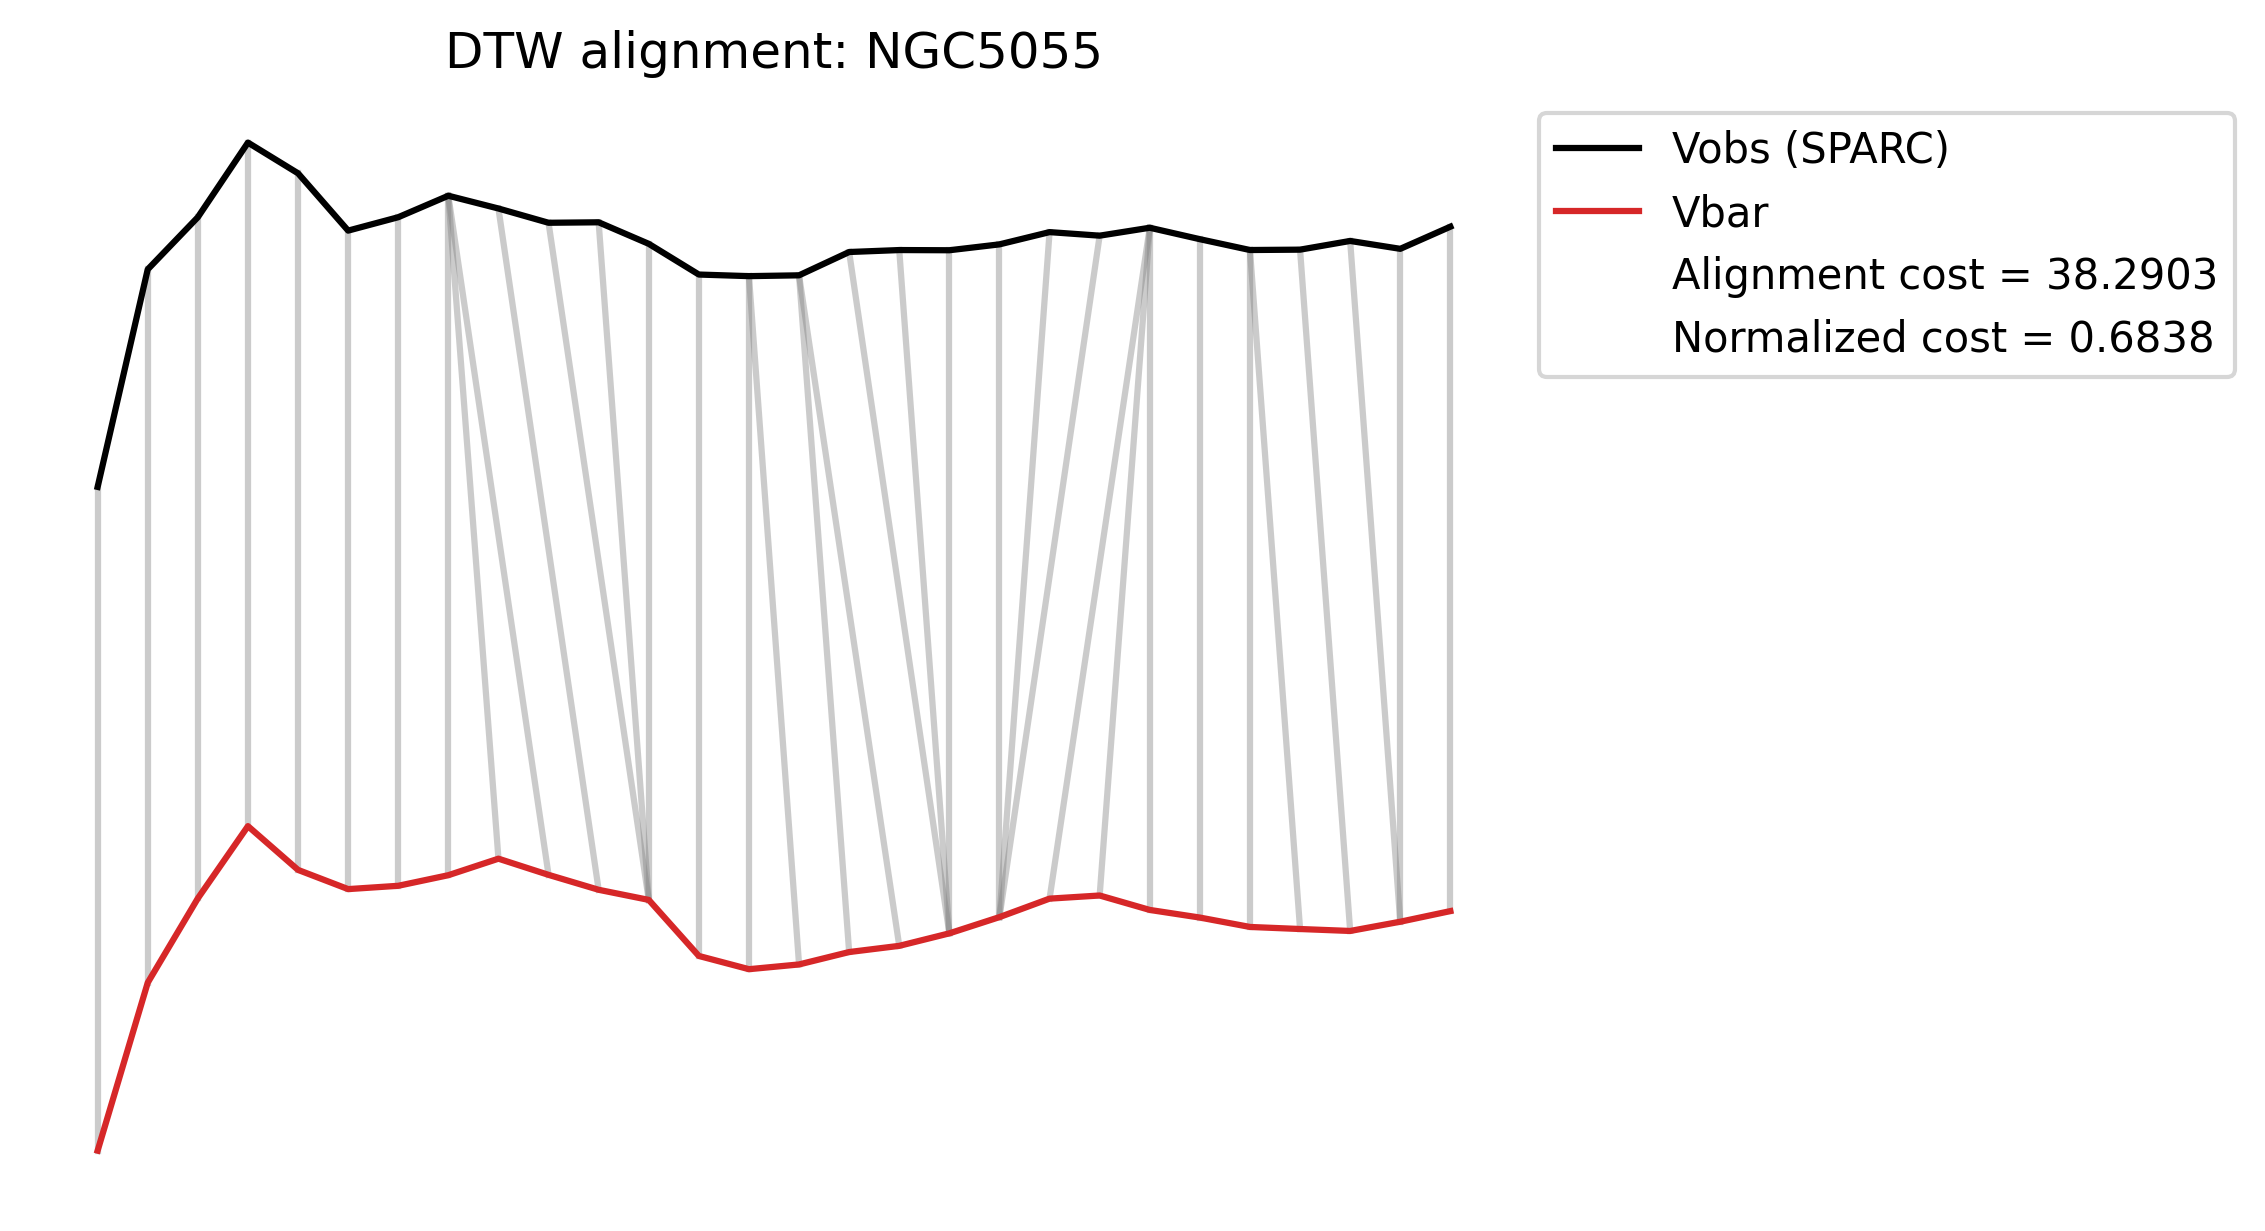 DTW alignment: NGC5055
Vobs (SPARC)
Vbar
Alignment cost = 38.2903
Normalized cost = 0.6838